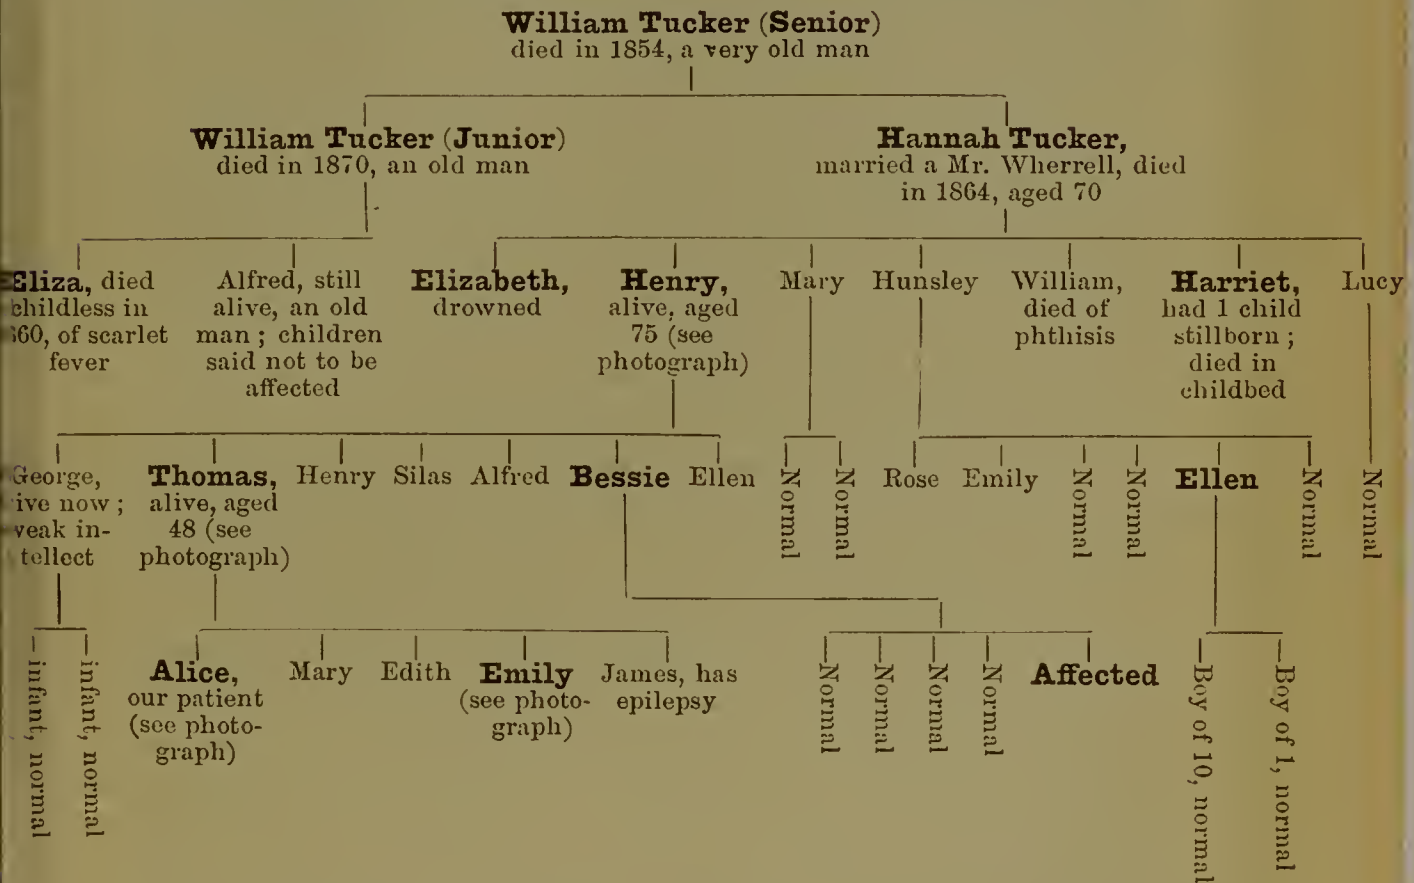 William Tucker (Senior)
died in 1854, a very old man
William Tucker (Junior)
died in 1870, an old man
Hannah Tucker,
married a Mr. Wherrell, died
in 1864, aged 70
Eliza, died
childless in
360, of scarlet
fever
Alfred, still
alive, an old
man ; children
said not to be
affected
Elizabeth,
drowned
Henry,
alive, aged
75 (see
photograph)
Mary
Hunsley
William,
died of
phthisis
Harriet,
had 1 child
stillborn ;
died in
childbed
Lucy
George,
ive now ;
weak in-
tellect
Thomas,
alive, aged
48 (see
photograph)
Henry
Silas
Alfred
Bessie
Ellen
Normal
Normal
Rose
Emily
Normal
Normal
Ellen
Normal
Normal
infant, normal
infant, normal
Alice,
our patient
(see photo-
graph)
Mary
Edith
Emily
(see photo-
graph)
James, has
epilepsy
Normal
Normal
Normal
Normal
Affected
Boy of 10, normal
Boy of 1, normal